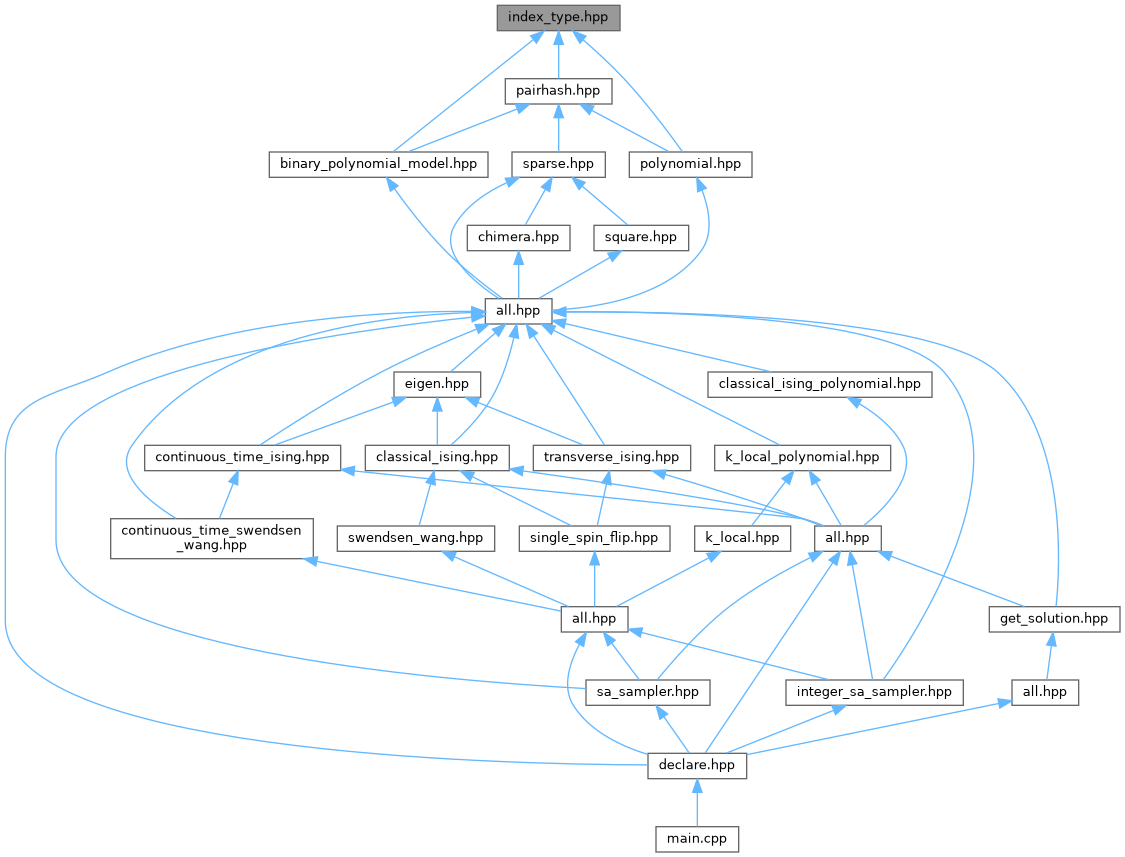 index_type.hpp
pairhash.hpp
binary_polynomial_model.hpp
sparse.hpp
polynomial.hpp
chimera.hpp
square.hpp
all.hpp
eigen.hpp
classical_ising_polynomial.hpp
continuous_time_ising.hpp
classical_ising.hpp
transverse_ising.hpp
k_local_polynomial.hpp
continuous_time_swendsen
_wang.hpp
swendsen_wang.hpp
single_spin_flip.hpp
k_local.hpp
all.hpp
all.hpp
get_solution.hpp
sa_sampler.hpp
integer_sa_sampler.hpp
all.hpp
declare.hpp
main.cpp